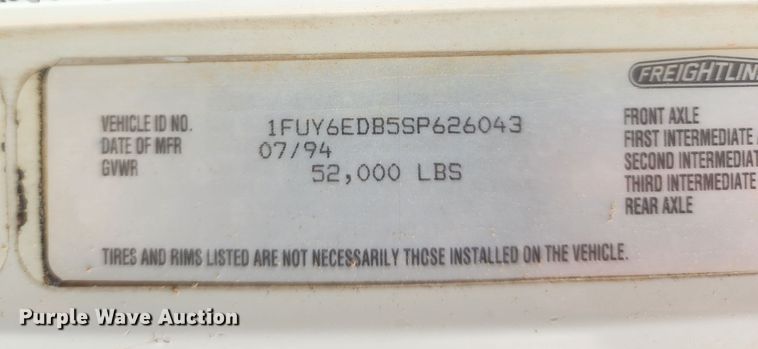 FREIGHTLIN
VEHICLE ID NO. 1FUY6EDB5SP626043
DATE OF MFR 07/94
GVWR 52,000 LBS
FRONT AXLE
FIRST INTERMEDIATE
SECOND INTERMEDIAT
THIRD INTERMEDIATE
REAR AXLE
TIRES AND RIMS LISTED ARE NOT NECESSARILY THOSE INSTALLED ON THE VEHICLE.
Purple Wave Auction